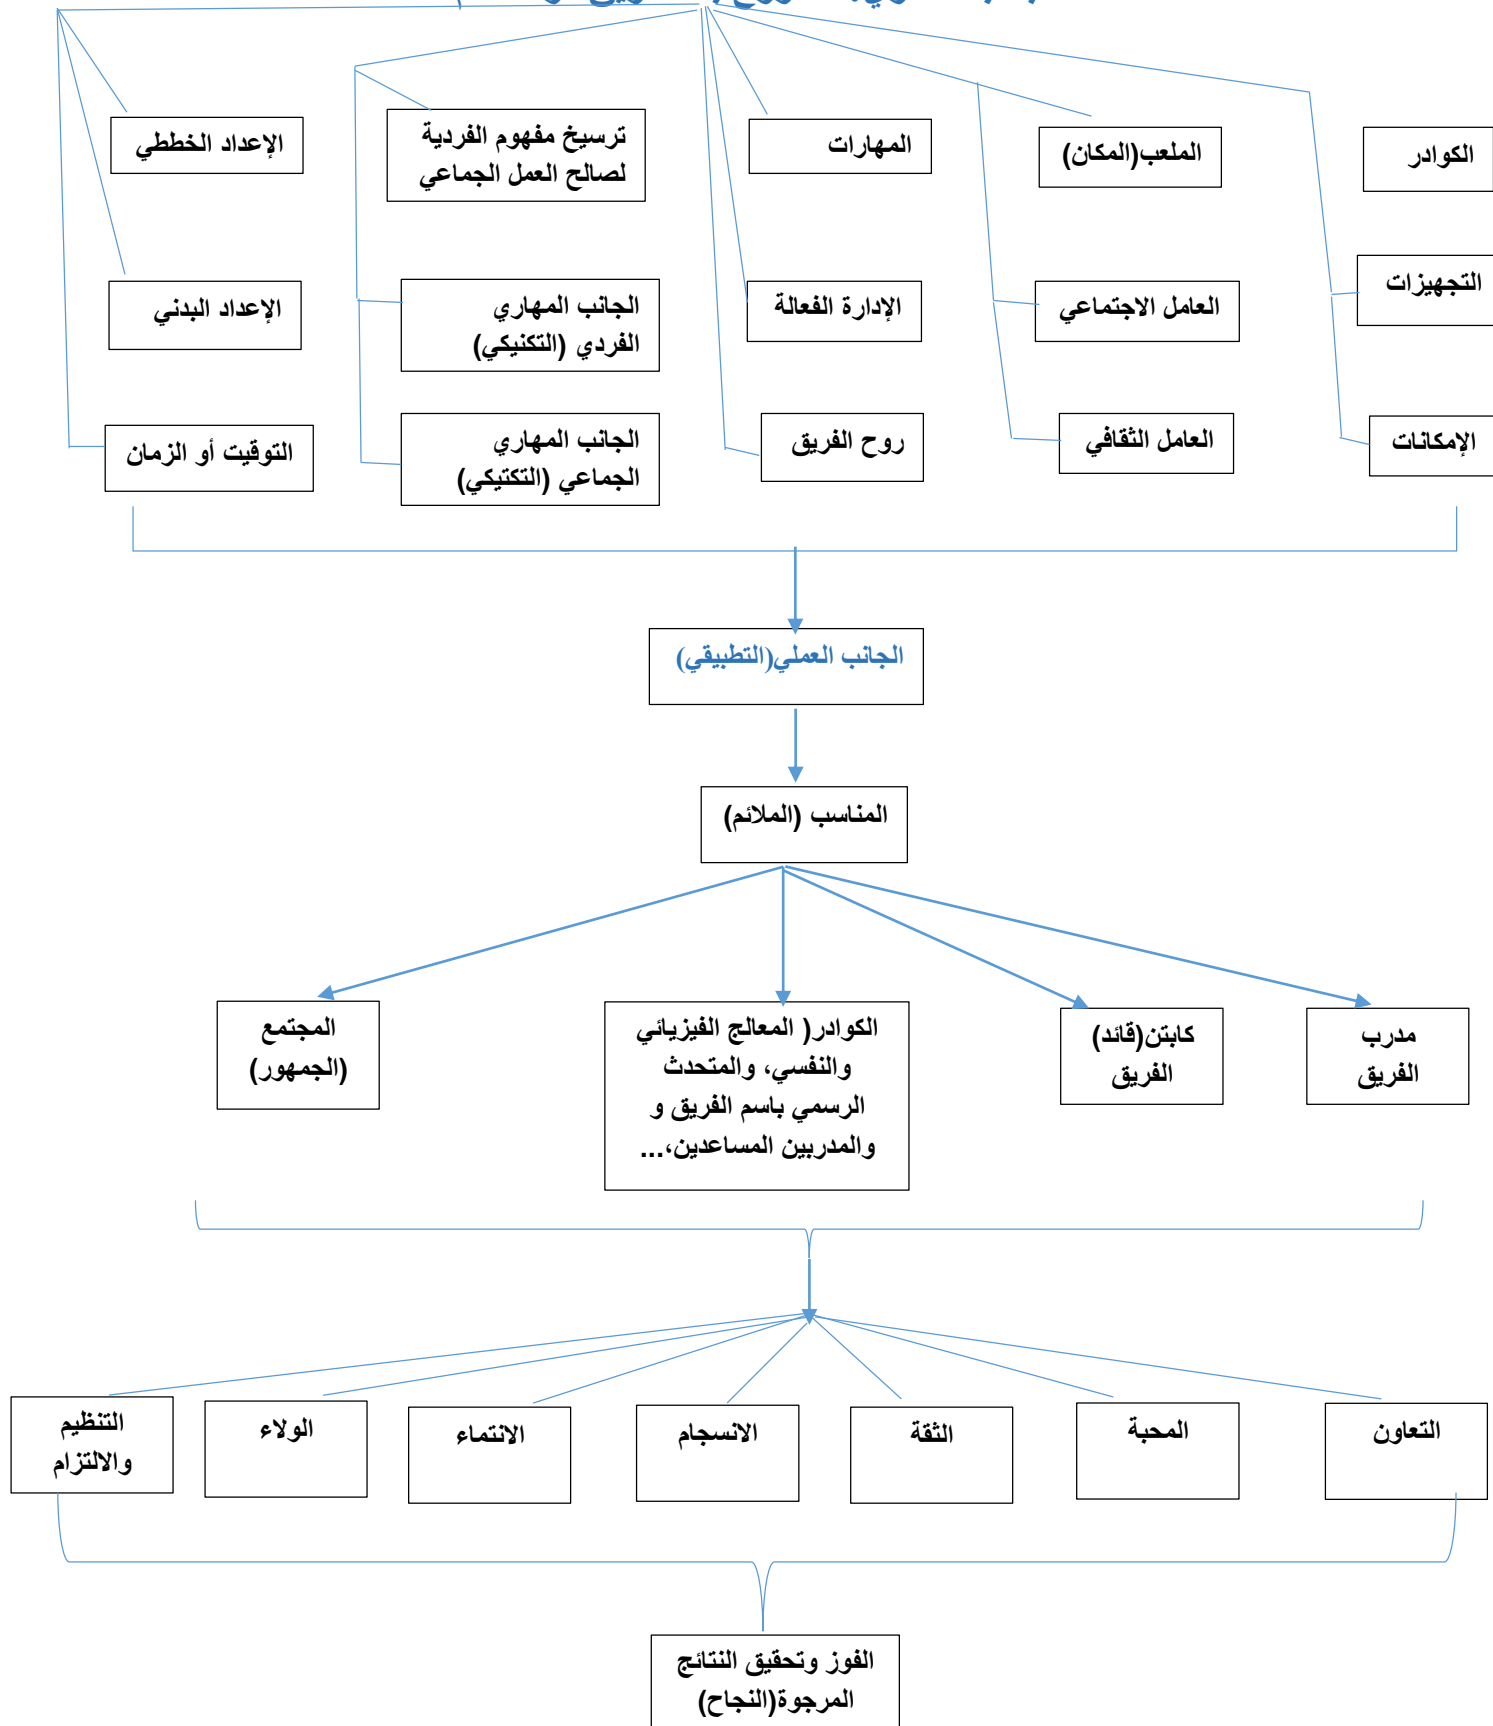 الكوادر
الملعب(المكان)
المهارات
ترسيخ مفهوم الفردية
لصالح العمل الجماعي
الإعداد الخططي
التجهيزات
العامل الاجتماعي
الإدارة الفعالة
الجانب المهاري
الفردي (التكنيكي)
الإعداد البدني
الإمكانات
العامل الثقافي
روح الفريق
الجانب المهاري
الجماعي (التكتيكي)
التوقيت أو الزمان
الجانب العملي(التطبيقي)
المناسب (الملائم)
مدرب
الفريق
كابتن(قائد)
الفريق
الكوادر( المعالج الفيزيائي
والنفسي، والمتحدث
الرسمي باسم الفريق و
والمدربين المساعدين،...
المجتمع
(الجمهور)
التعاون
المحبة
الثقة
الانسجام
الانتماء
الولاء
التنظيم
والالتزام
الفوز وتحقيق النتائج
المرجوة(النجاح)